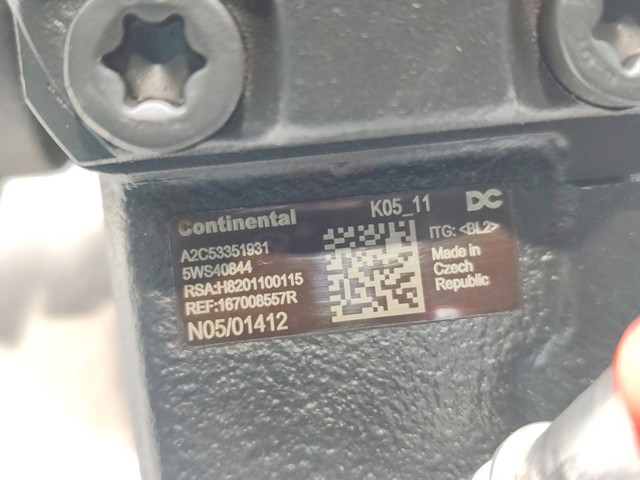 Continental
K05_11
DC
A2C53351931
ITG: <BL2>
5WS40844
RSA:H8201100115
REF:167008557R
N05/01412
Made in
Czech
Republic